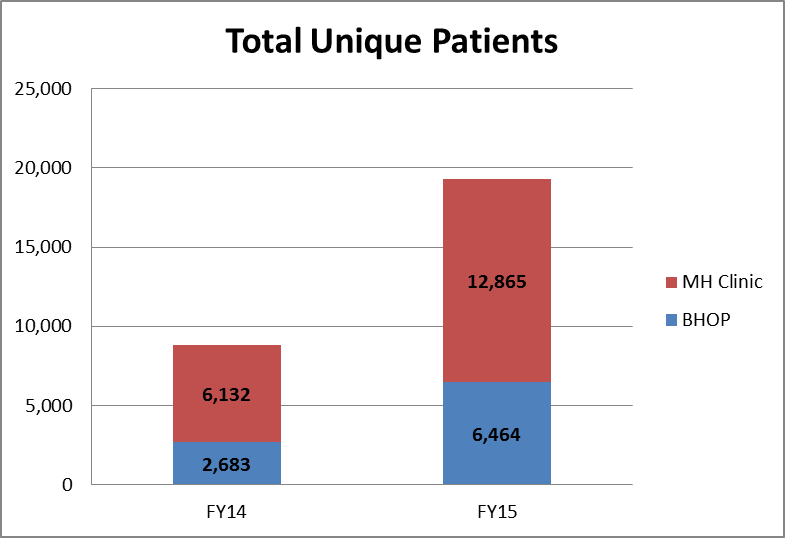 Total Unique Patients
25,000
20,000
15,000
10,000
5,000
0
12,865
6,132
6,464
2,683
FY14
FY15
MH Clinic
BHOP